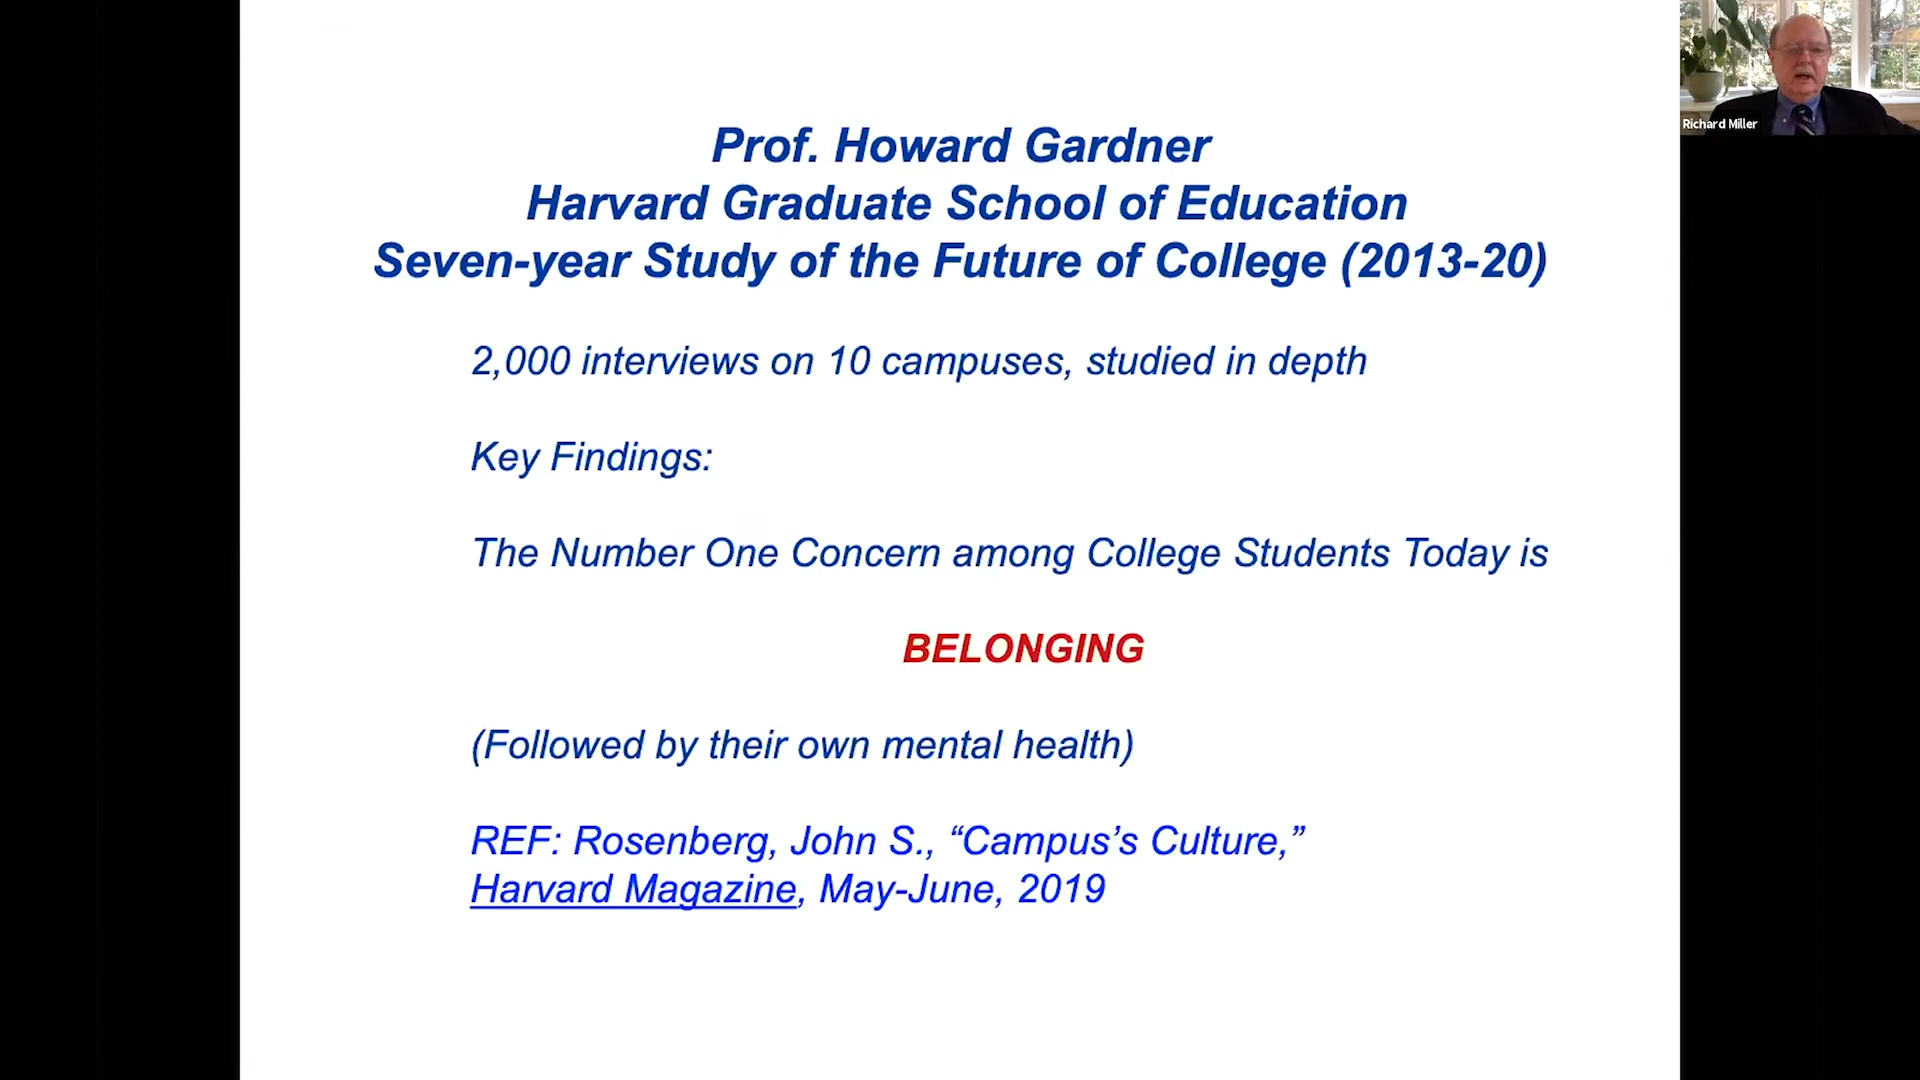 Prof. Howard Gardner
Harvard Graduate School of Education
Seven-year Study of the Future of College (2013-20)
2,000 interviews on 10 campuses, studied in depth
Key Findings:
The Number One Concern among College Students Today is
BELONGING
(Followed by their own mental health)
REF: Rosenberg, John S., “Campus’s Culture,”
Harvard Magazine, May-June, 2019
Richard Miller